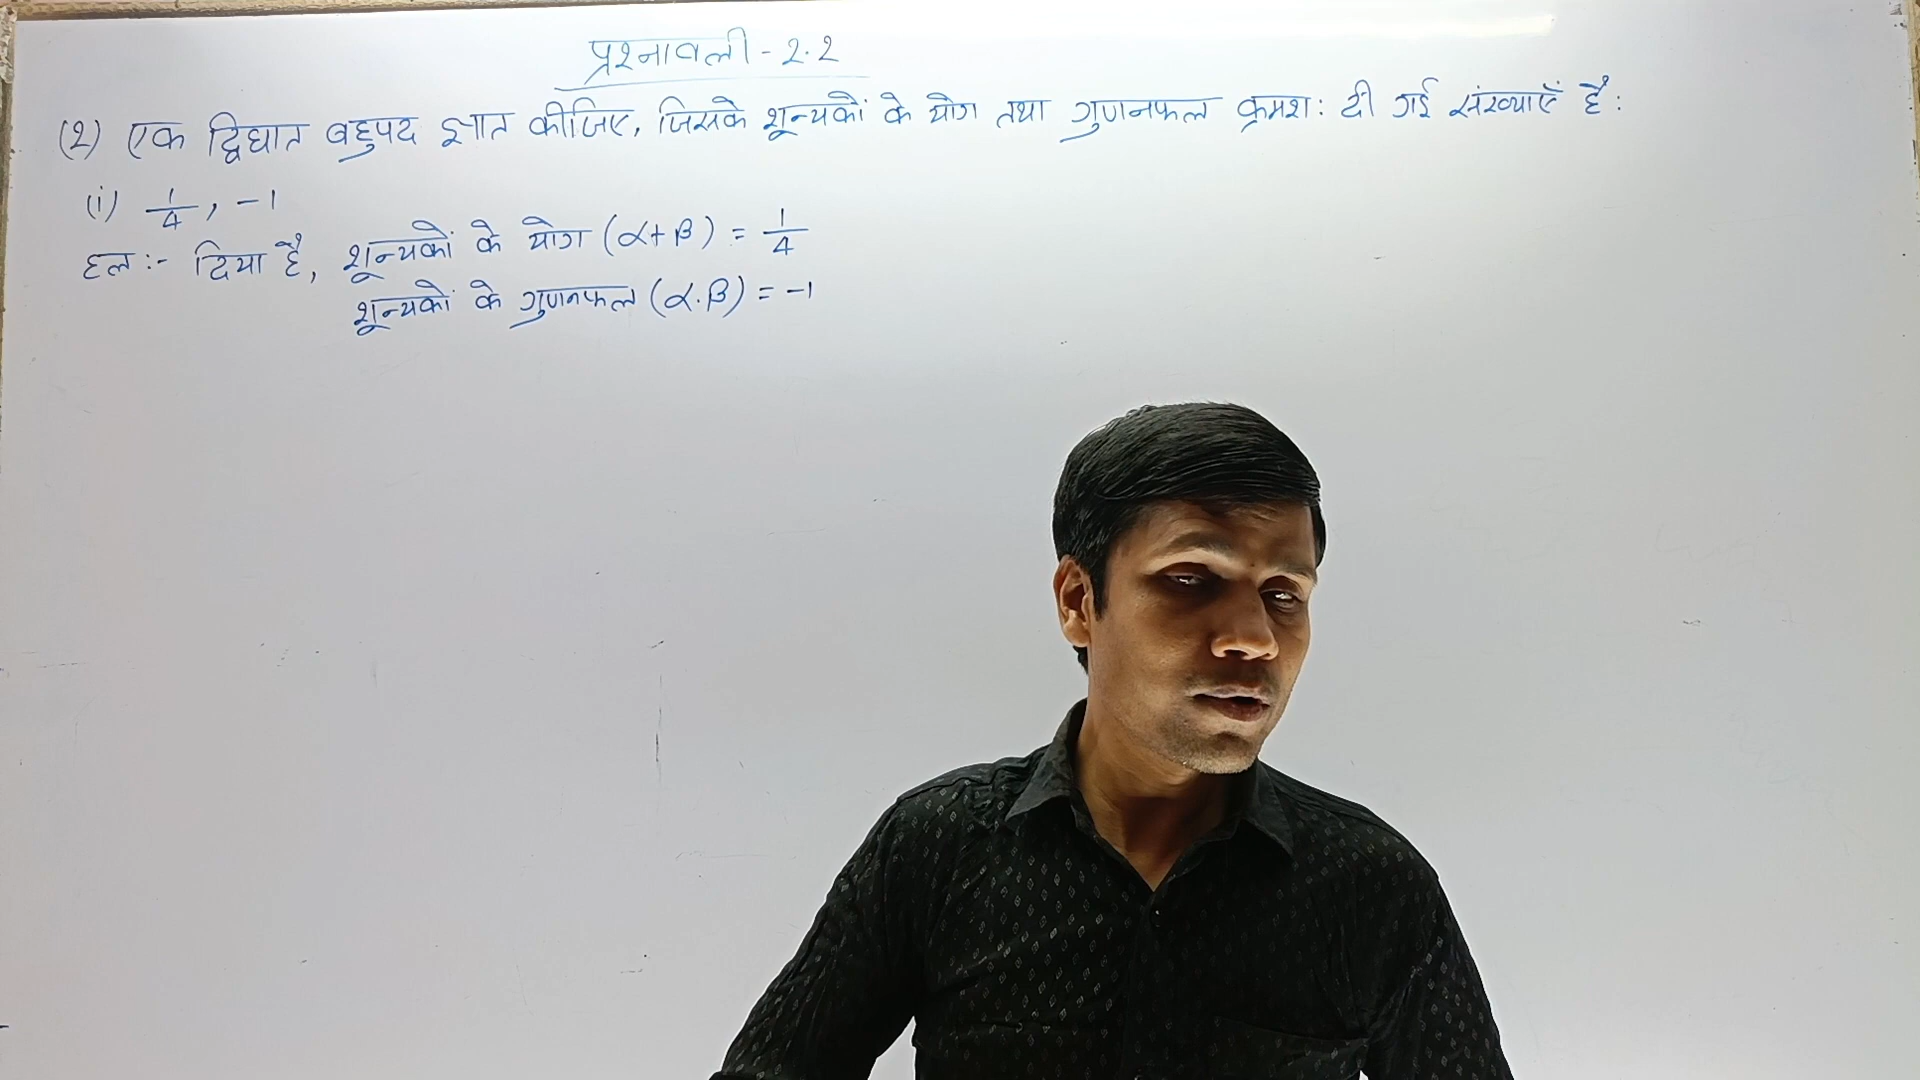 प्रश्नावली - 2.2
(2) एक द्विघात बहुपद ज्ञात कीजिए, जिसके शून्यकों के योग तथा गुणनफल क्रमश: दी गई संख्याएँ है :
(i) 1/4, -1
हल :- दिया है, शून्यकों के योग (α+β) = 1/4
शून्यकों के गुणनफल (α.β) = -1